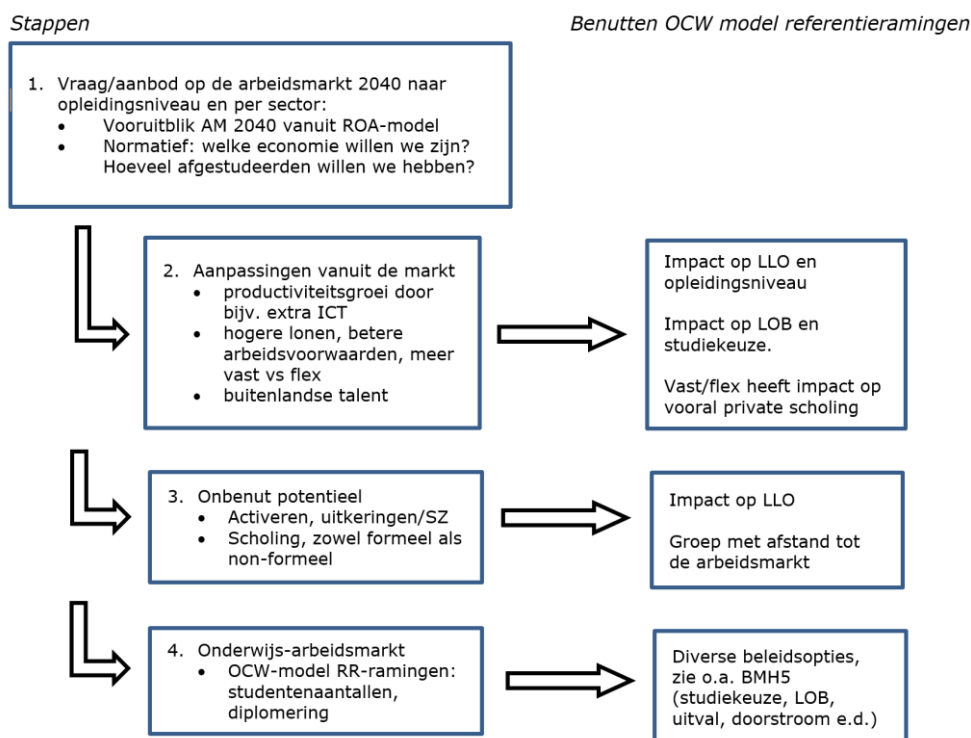 Stappen
Benutten OCW model referentieramingen
1. Vraag/aanbod op de arbeidsmarkt 2040 naar
opleidingsniveau en per sector:
• Vooruitblik AM 2040 vanuit ROA-model
• Normatief: welke economie willen we zijn?
Hoeveel afgestudeerden willen we hebben?
2. Aanpassingen vanuit de markt
• productiviteitsgroei door
bijv. extra ICT
• hogere lonen, betere
arbeidsvoorwaarden, meer
vast vs flex
• buitenlandse talent
Impact op LLO en
opleidingsniveau
Impact op LOB en
studiekeuze.
Vast/flex heeft impact op
vooral private scholing
3. Onbenut potentieel
• Activeren, uitkeringen/SZ
• Scholing, zowel formeel als
non-formeel
Impact op LLO
Groep met afstand tot
de arbeidsmarkt
4. Onderwijs-arbeidsmarkt
• OCW-model RR-ramingen:
studentenaantallen,
diplomering
Diverse beleidsopties,
zie o.a. BMH5
(studiekeuze, LOB,
uitval, doorstroom e.d.)